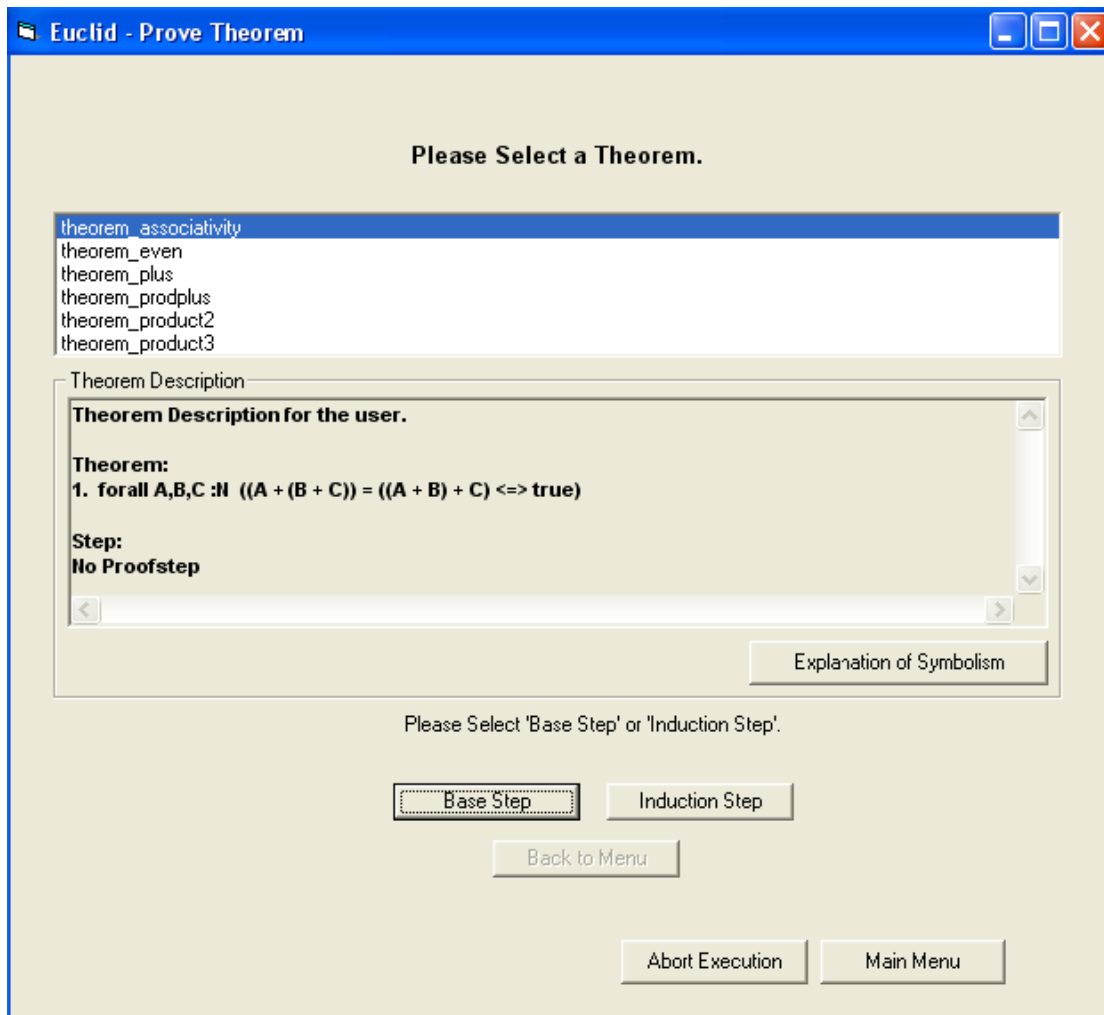 Euclid - Prove Theorem
Please Select a Theorem.
theorem_associativity
theorem_even
theorem_plus
theorem_prodplus
theorem_product2
theorem_product3
Theorem Description
Theorem Description for the user.
Theorem:
1. forall A,B,C :N ((A + (B + C)) = ((A + B) + C) <=> true)
Step:
No Proofstep
Explanation of Symbolism
Please Select 'Base Step' or 'Induction Step'.
Base Step Induction Step
Back to Menu
Abort Execution Main Menu